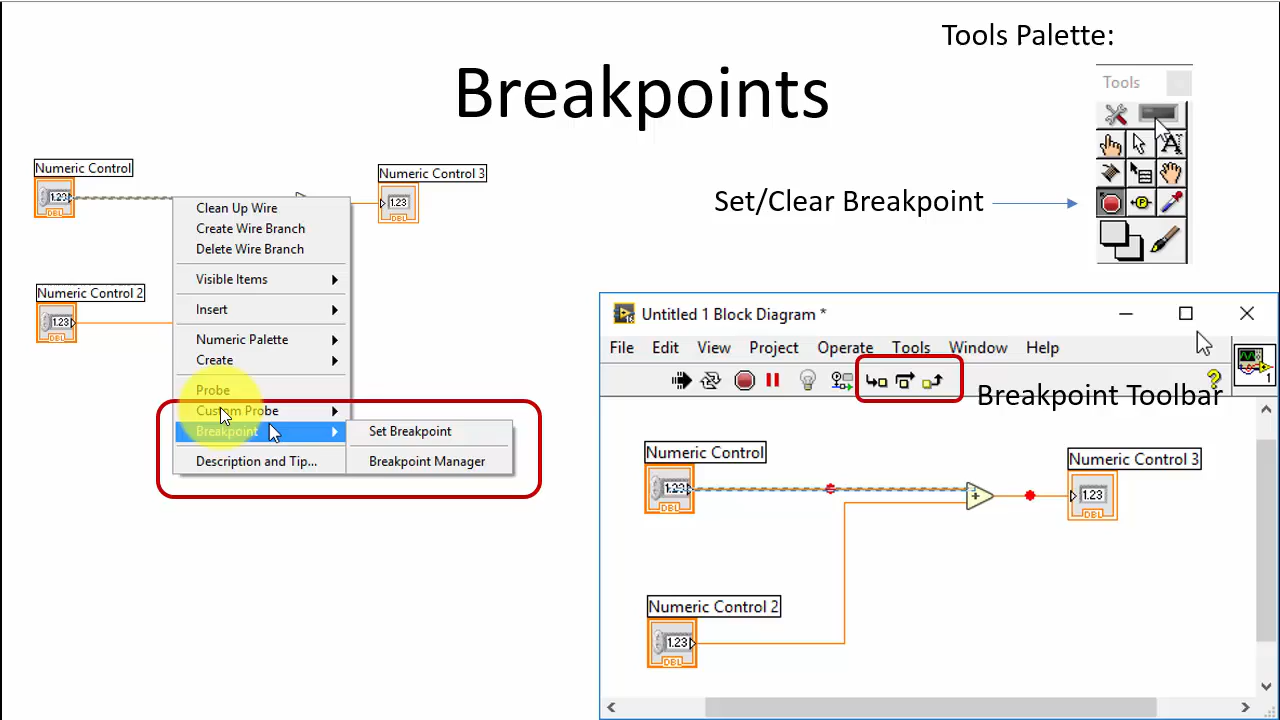 Tools Palette:
Breakpoints
Tools
Set/Clear Breakpoint
Numeric Control
1.23
DBL
Numeric Control 3
1.23
DBL
Numeric Control 2
1.23
DBL
Clean Up Wire
Create Wire Branch
Delete Wire Branch
Visible Items
Insert
Numeric Palette
Create
Probe
Custom Probe
Breakpoint
Description and Tip...
Set Breakpoint
Breakpoint Manager
Untitled 1 Block Diagram *
File Edit View Project Operate Tools Window Help
Breakpoint Toolbar
Numeric Control
1.23
DBL
Numeric Control 3
1.23
DBL
Numeric Control 2
1.23
DBL